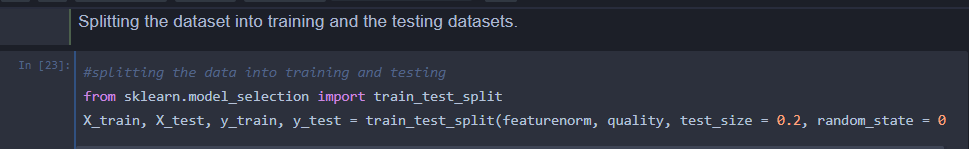 Splitting the dataset into training and the testing datasets.
In [23]:
#splitting the data into training and testing
from sklearn.model_selection import train_test_split
X_train, X_test, y_train, y_test = train_test_split(featurenorm, quality, test_size = 0.2, random_state = 0